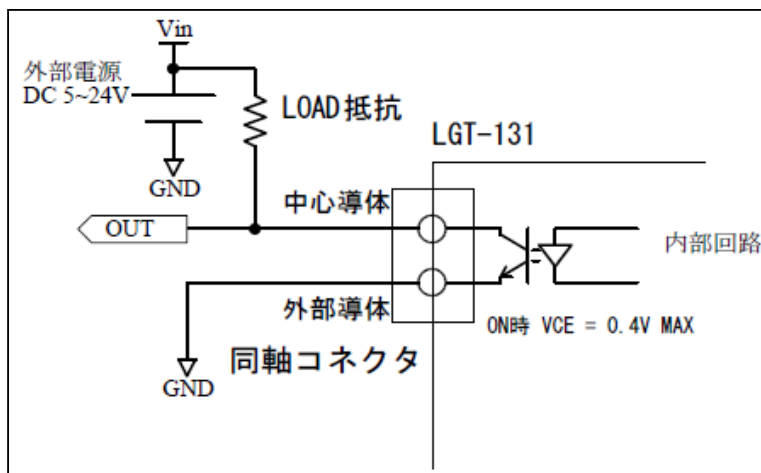 Vin
外部電源
DC 5~24V
LOAD抵抗
LGT-131
GND
中心導体
OUT
内部回路
外部導体
ON時 VCE = 0.4V MAX
同軸コネクタ
GND